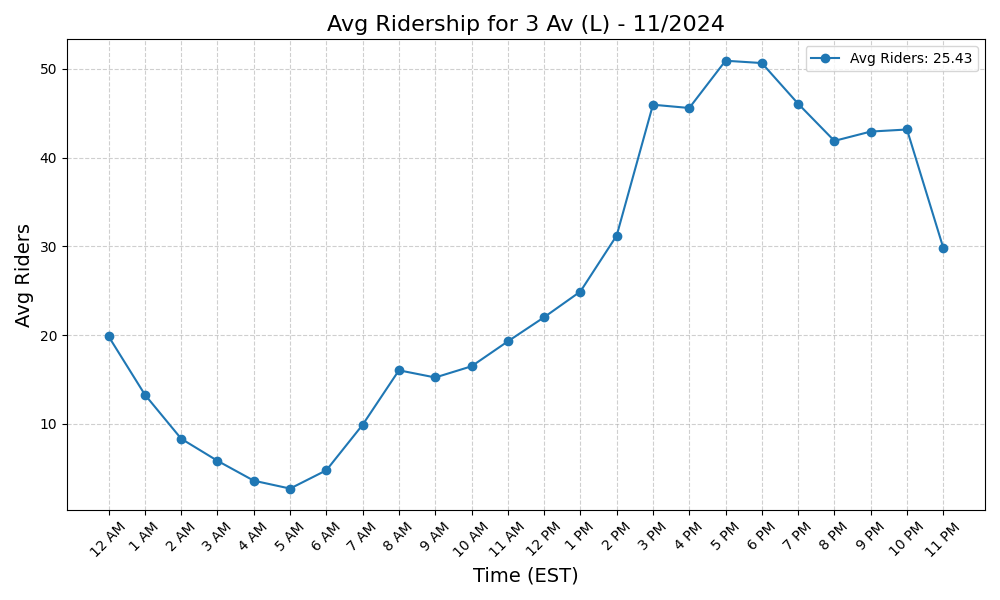 Avg Ridership for 3 Av (L) - 11/2024
Avg Riders: 25.43
Avg Riders
50
40
30
20
10
12 AM
1 AM
2 AM
3 AM
4 AM
5 AM
6 AM
7 AM
8 AM
9 AM
10 AM
11 AM
12 PM
1 PM
2 PM
3 PM
4 PM
5 PM
6 PM
7 PM
8 PM
9 PM
10 PM
11 PM
Time (EST)